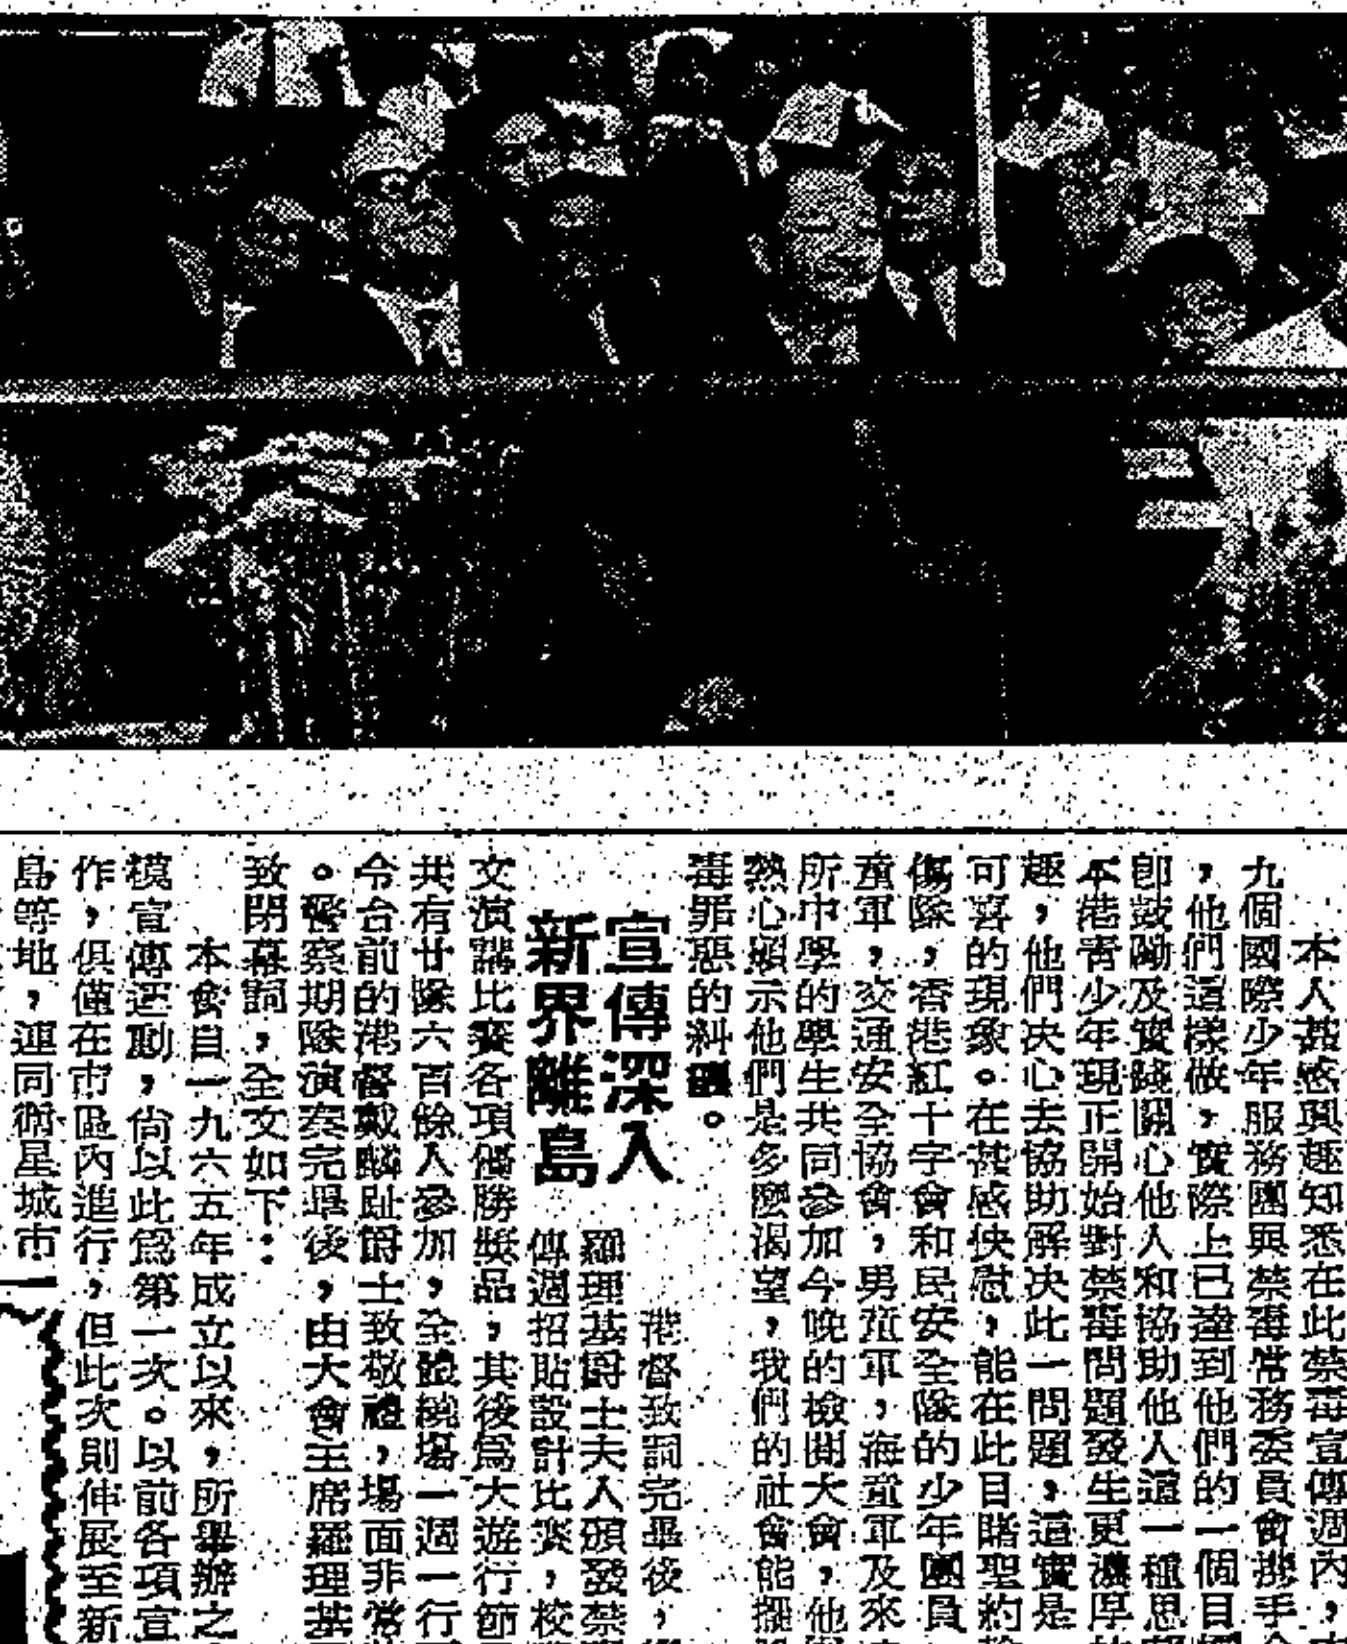 本人甚感興趣知悉在此禁毒宣傳週內，
九個國際少年服務團與禁毒常務委員會携手
，他們這樣做，實際上已達到他們的一個目
即鼓勵及實踐關心他人和協助他人這一種思
本港青少年現正開始對禁毒問題發生更濃厚
趣，他們决心去協助解决此一問題，這實是
可喜的現象。在甚感快慰，能在此目睹聖約
傷隊，香港紅十字會和民安全隊的少年團員
童軍，交通安全協會，男童軍，海童軍及來
所中學的學生共同參加今晚的檢閱大會，他
熱心顯示他們是多麽渴望，我們的社會能擺
毒罪惡的糾纒。
宣傳深入
新界離島
港督致詞完畢後，
羅理基爵士夫人頒發禁
傳週招貼設計比賽，校
文演講比賽各項優勝獎品，其後爲大遊行節
共有廿隊六百餘人參加，全體繞場一週一行
令台前的港督戴麟趾爵士致敬禮，場面非常
。警察期隊演奏完畢後，由大會主席羅理基
致閉幕詞，全文如下：
本會自一九六五年成立以來，所舉辦之
模宣傳運動，尙以此爲第一次。以前各項宣
作，俱僅在市區內進行，但此次則伸展至新
島等地，連同衛星城市